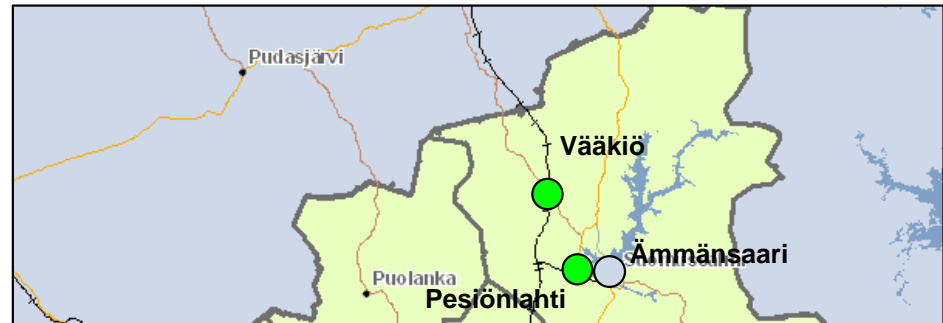 Pudasjärvi
Vääkiö
Ämmänsaari
Puolanka
Pesiönlahti